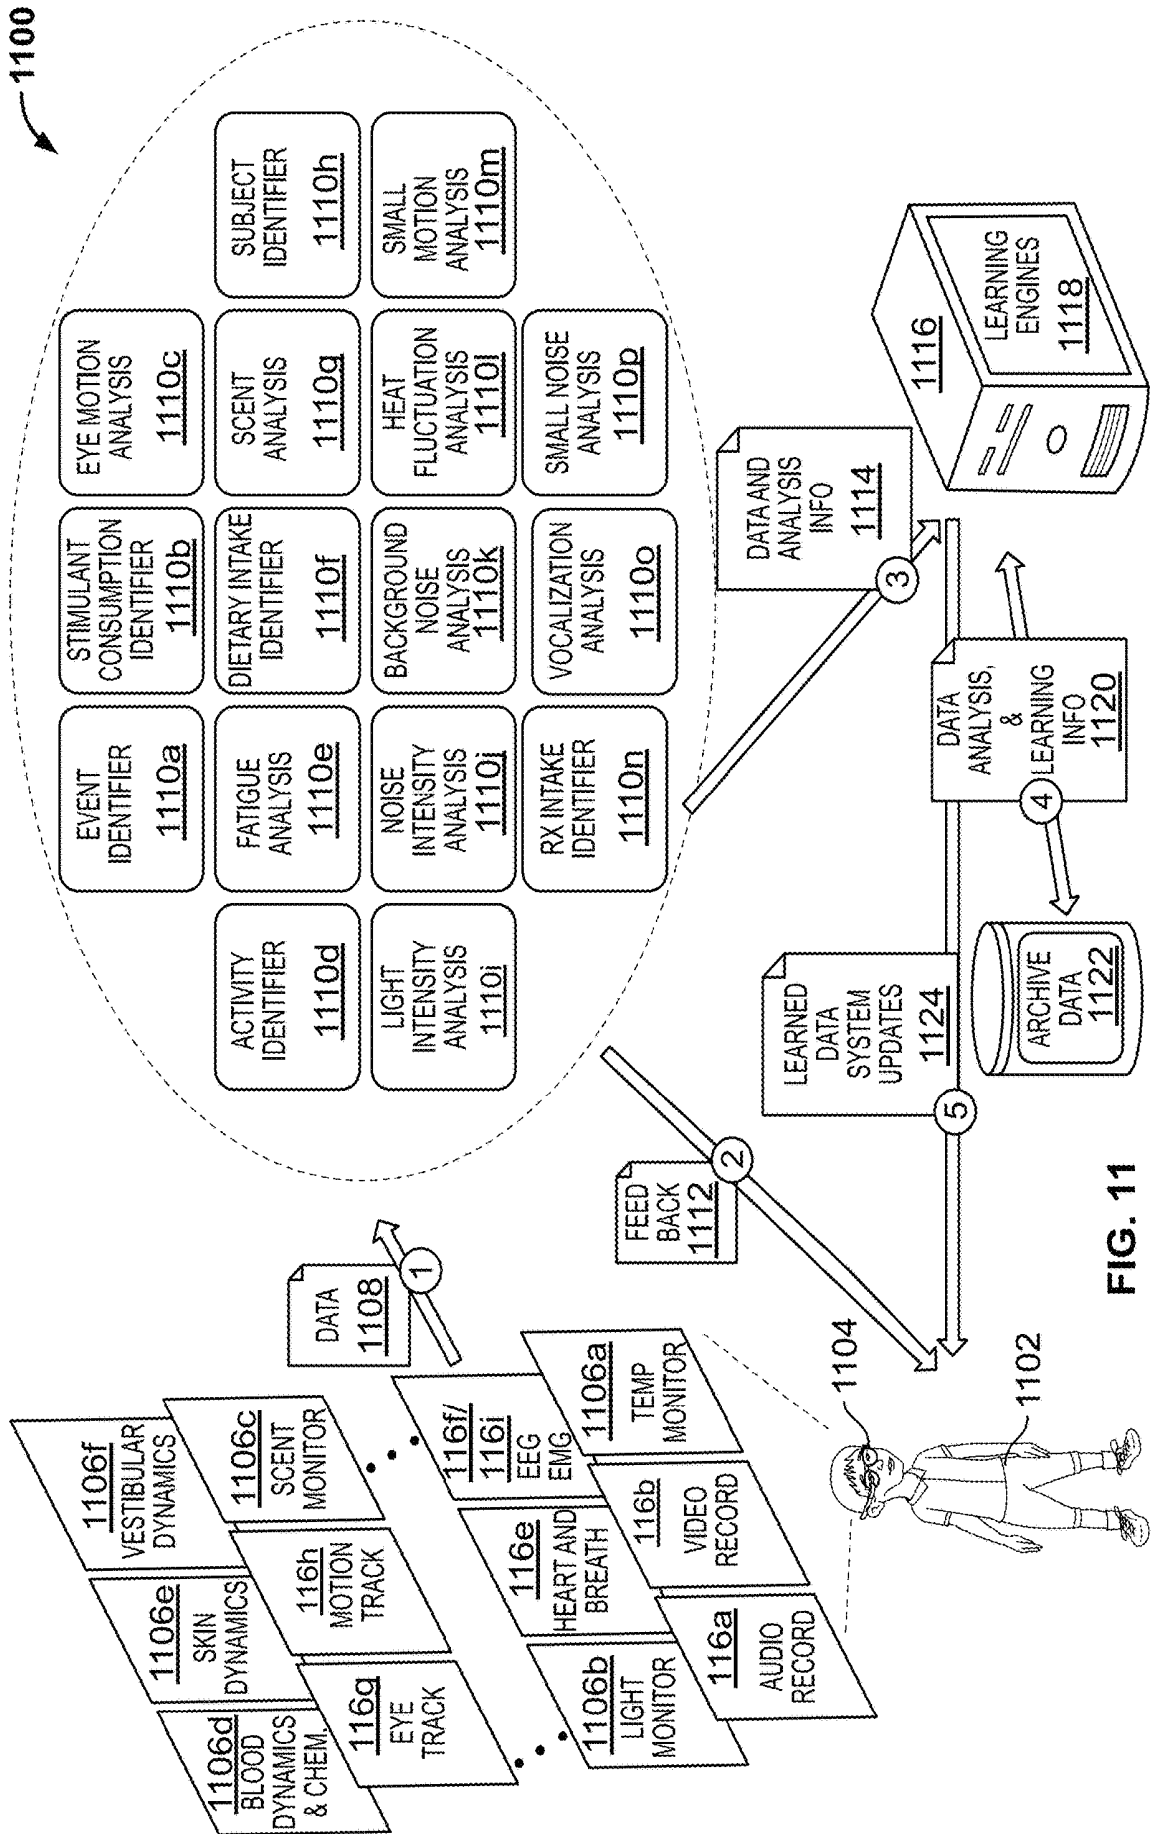 1100
1106f
VESTIBULAR
DYNAMICS
1106e
SKIN
DYNAMICS
1106d
BLOOD
DYNAMICS
& CHEM.
1106c
SCENT
MONITOR
116h
MOTION
TRACK
116g
EYE
TRACK
116f/
116i
EEG
EMG
116e
HEART AND
BREATH
1106b
LIGHT
MONITOR
1106a
TEMP
MONITOR
116b
VIDEO
RECORD
116a
AUDIO
RECORD
1104
1102
DATA
1108
1
EVENT
IDENTIFIER
1110a
STIMULANT
CONSUMPTION
IDENTIFIER
1110b
EYE MOTION
ANALYSIS
1110c
ACTIVITY
IDENTIFIER
1110d
FATIGUE
ANALYSIS
1110e
DIETARY INTAKE
IDENTIFIER
1110f
SCENT
ANALYSIS
1110g
SUBJECT
IDENTIFIER
1110h
LIGHT
INTENSITY
ANALYSIS
1110i
NOISE
INTENSITY
ANALYSIS
1110j
BACKGROUND
NOISE
ANALYSIS
1110k
HEAT
FLUCTUATION
ANALYSIS
1110l
SMALL
MOTION
ANALYSIS
1110m
RX INTAKE
IDENTIFIER
1110n
VOCALIZATION
ANALYSIS
1110o
SMALL NOISE
ANALYSIS
1110p
FEED
BACK
1112
2
DATA AND
ANALYSIS
INFO
1114
3
1116
LEARNING
ENGINES
1118
DATA
ANALYSIS,
&
LEARNING
INFO
1120
4
ARCHIVE
DATA
1122
LEARNED
DATA
SYSTEM
UPDATES
1124
5
FIG. 11